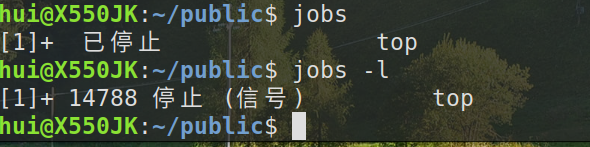 hui@X550JK:~/public$ jobs
[1]+  已停止               top
hui@X550JK:~/public$ jobs -l
[1]+ 14788 停止 (信号)         top
hui@X550JK:~/public$